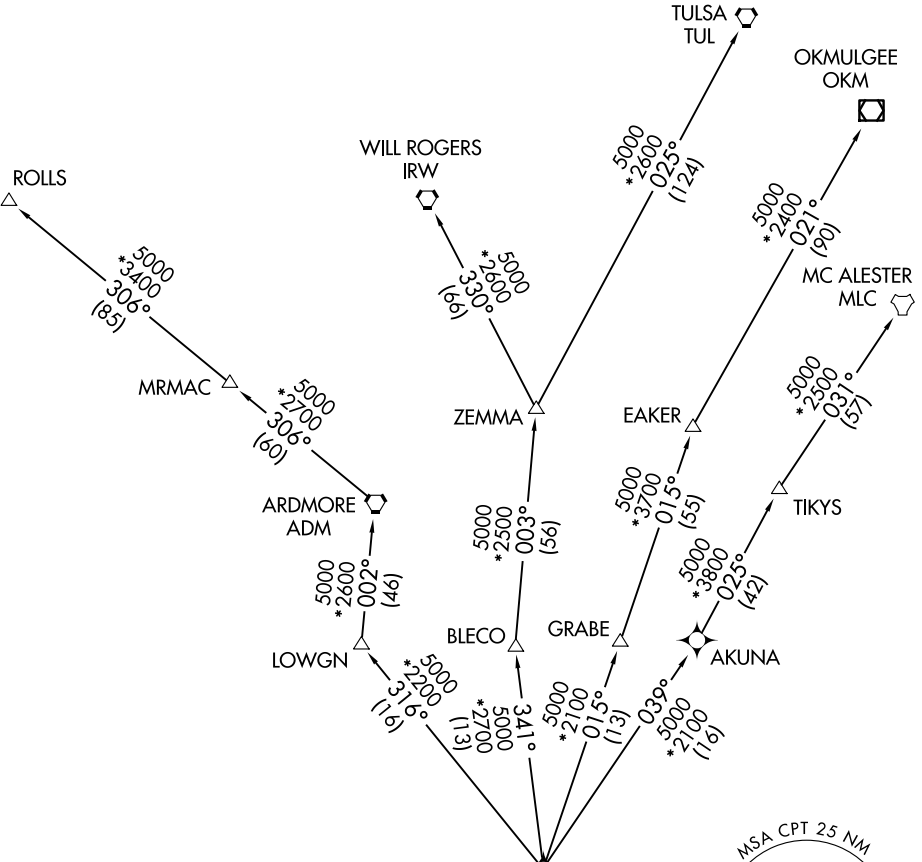 TULSA
TUL
OKMULGEE
OKM
WILL ROGERS
IRW
ROLLS
5000
*2600
025°
(124)
5000
*2400
021°
(90)
5000
*3400
306°
(85)
5000
*2600
330°
(66)
MC ALESTER
MLC
MRMAC
5000
*2700
306°
(60)
ZEMMA
EAKER
5000
*2500
031°
(57)
ARDMORE
ADM
5000
*2500
003°
(56)
5000
*3700
015°
(55)
TIKYS
5000
*2600
002°
(46)
5000
*3800
025°
(42)
LOWGN
BLECO
GRABE
AKUNA
5000
*2200
316°
(16)
341°
5000
*2700
(13)
5000
*2100
015°
(13)
039°
5000
*2100
(16)
MSA CPT 25 NM